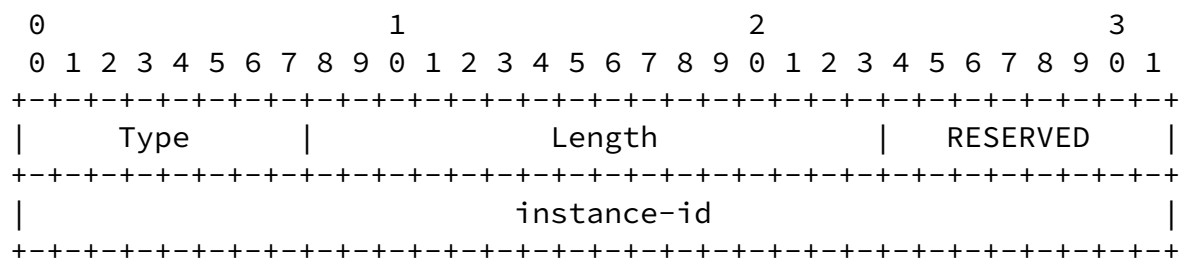 0                   1                   2                   3
 0 1 2 3 4 5 6 7 8 9 0 1 2 3 4 5 6 7 8 9 0 1 2 3 4 5 6 7 8 9 0 1
+-+-+-+-+-+-+-+-+-+-+-+-+-+-+-+-+-+-+-+-+-+-+-+-+-+-+-+-+-+-+-+-+
|     Type      |             Length            |    RESERVED   |
+-+-+-+-+-+-+-+-+-+-+-+-+-+-+-+-+-+-+-+-+-+-+-+-+-+-+-+-+-+-+-+-+
|                           instance-id                         |
+-+-+-+-+-+-+-+-+-+-+-+-+-+-+-+-+-+-+-+-+-+-+-+-+-+-+-+-+-+-+-+-+